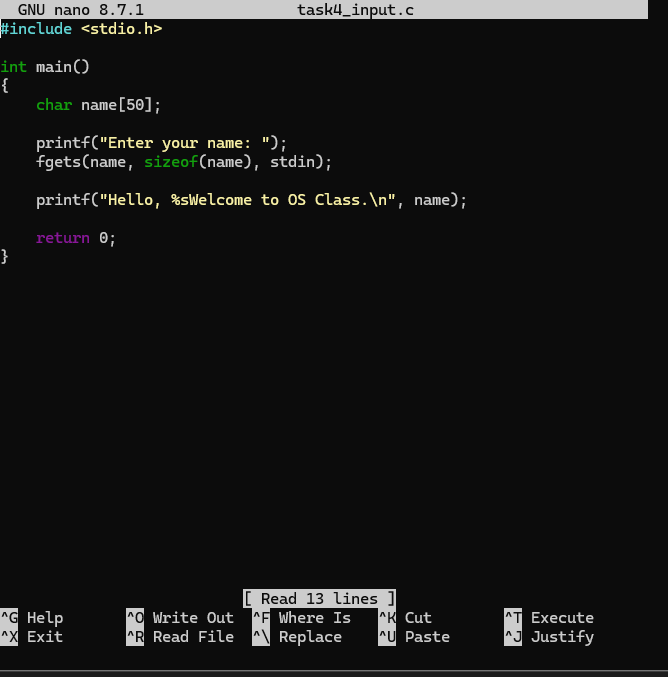 GNU nano 8.7.1 task4_input.c
#include <stdio.h>
int main()
{
    char name[50];
    printf("Enter your name: ");
    fgets(name, sizeof(name), stdin);
    printf("Hello, %sWelcome to OS Class.\n", name);
    return 0;
}
[ Read 13 lines ]
^G Help ^O Write Out ^F Where Is ^K Cut ^T Execute
^X Exit ^R Read File ^\ Replace ^U Paste ^J Justify